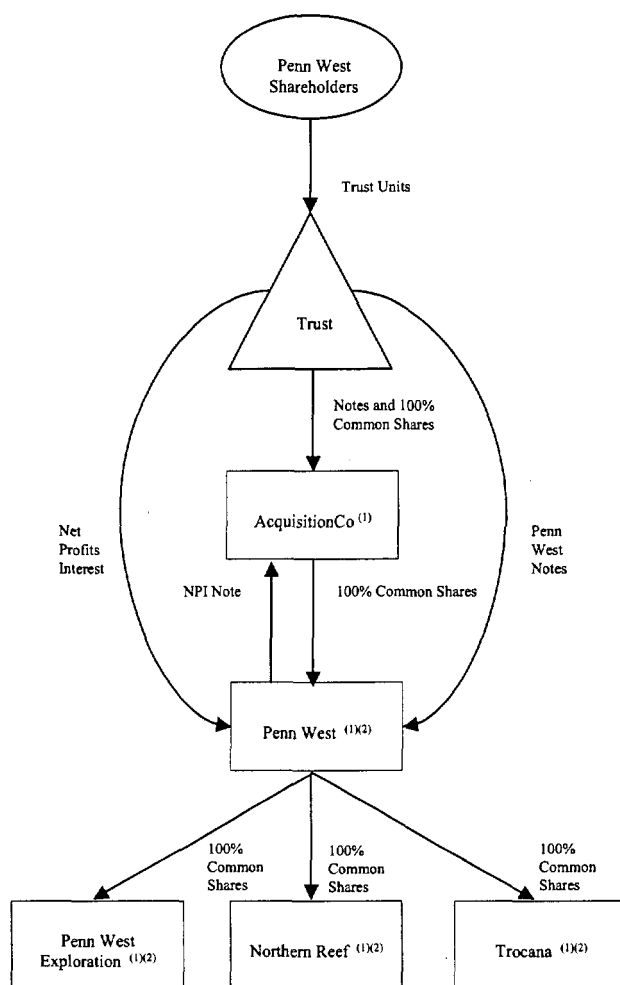 Penn West
Shareholders
Trust Units
Trust
Notes and 100%
Common Shares
AcquisitionCo (1)
Net
Profits
Interest
Penn
West
Notes
NPI Note
100% Common Shares
Penn West (1)(2)
100%
Common
Shares
100%
Common
Shares
100%
Common
Shares
Penn West
Exploration (1)(2)
Northern Reef (1)(2)
Trocana (1)(2)